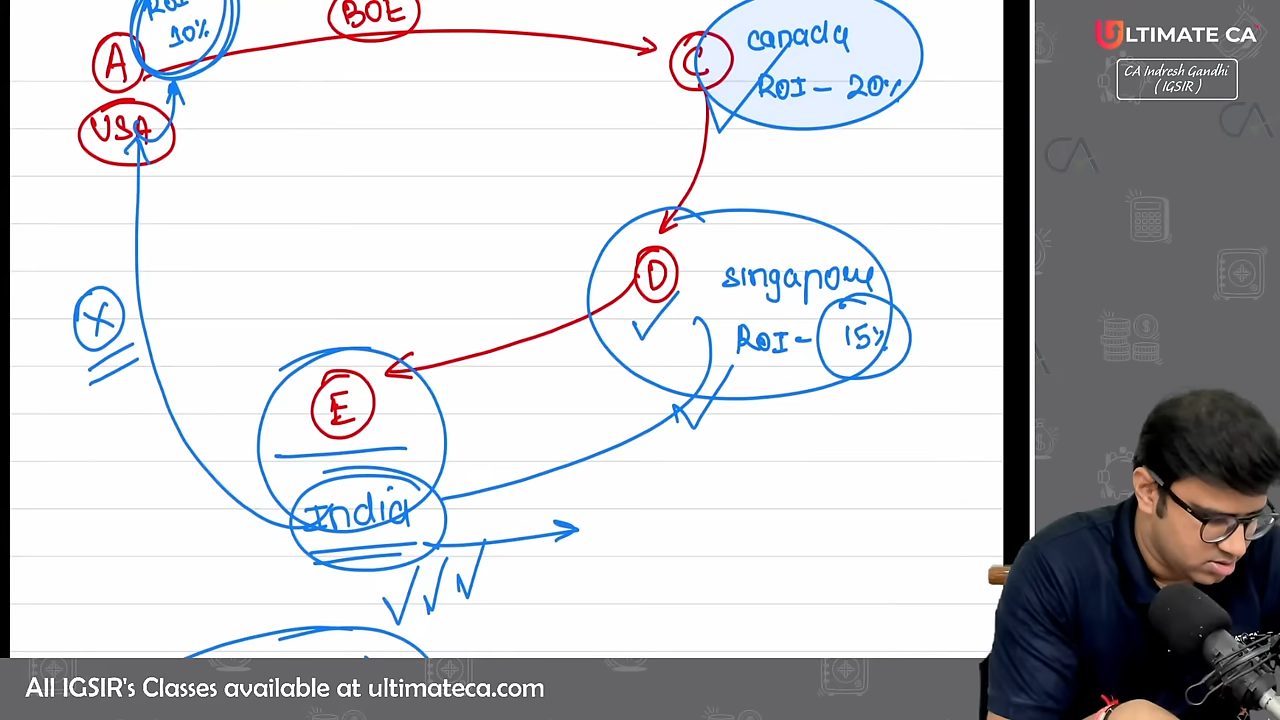 ROI
10%
BOE
A
USA
C
canada
ROI - 20%
ULTIMATE CA
CA Indresh Gandhi
( IGSIR )
D
singapore
ROI - 15%
X
E
India
All IGSIR's Classes available at ultimateca.com